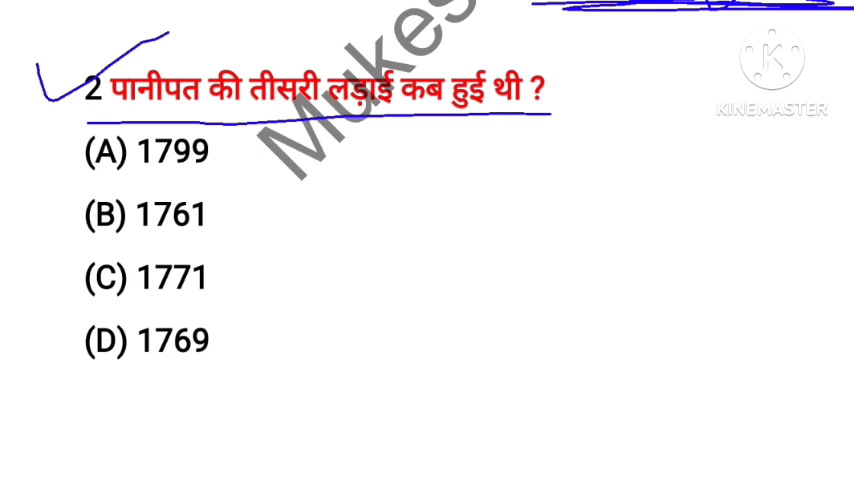 2 पानीपत की तीसरी लड़ाई कब हुई थी ?
(A) 1799
(B) 1761
(C) 1771
(D) 1769
Mukes
KINEMASTER